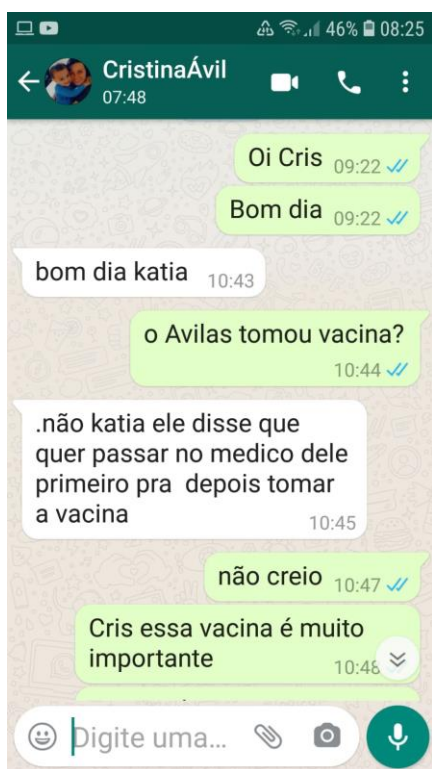 46% 08:25
CristinaÁvil
07:48
Oi Cris 09:22
Bom dia 09:22
bom dia katia 10:43
o Avilas tomou vacina?
10:44
.não katia ele disse que
quer passar no medico dele
primeiro pra depois tomar
a vacina
10:45
não creio 10:47
Cris essa vacina é muito
importante
10:48
Digite uma...